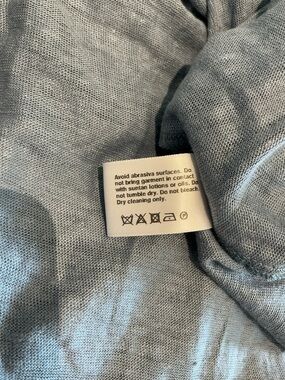 Avoid abrasiva surfaces. Do
not bring garment in contact
with suntan lotions or oils. Do
not tumble dry. Do not bleach.
Dry cleaning only.